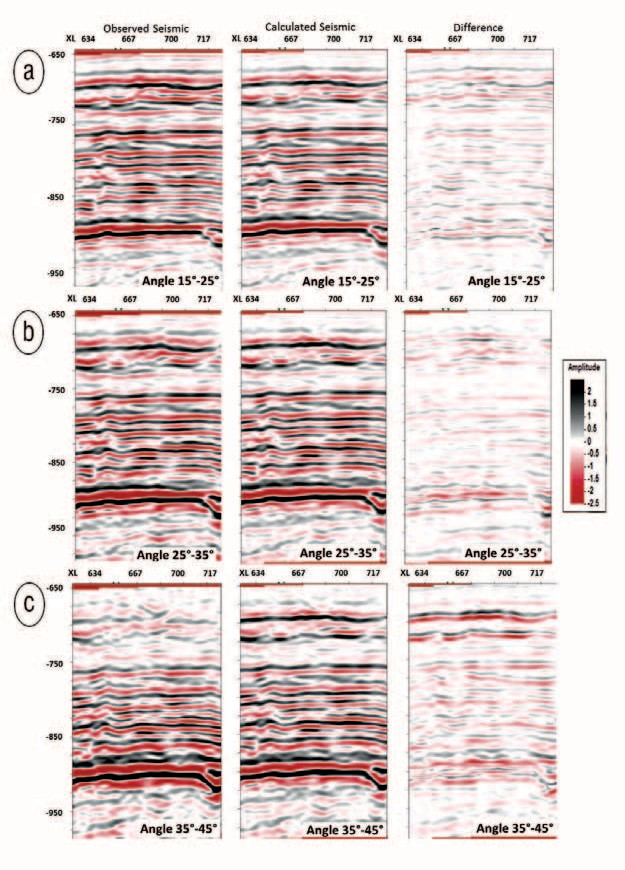 Observed Seismic Calculated Seismic Difference
XL 634 667 700 717 XL 634 667 700 717 XL 634 667 700 717
a
-650
-750
-850
-950
Angle 15°-25° Angle 15°-25° Angle 15°-25°
XL 634 667 700 717 XL 634 667 700 717 XL 634 667 700 717
b
-650
-750
-850
-950
Angle 25°-35° Angle 25°-35° Angle 25°-35°
Amplitude
2
1.5
1
0.5
0
-0.5
-1
-1.5
-2
-2.5
XL 634 667 700 717 XL 634 667 700 717 XL 634 667 700 717
c
-650
-750
-850
-950
Angle 35°-45° Angle 35°-45° Angle 35°-45°